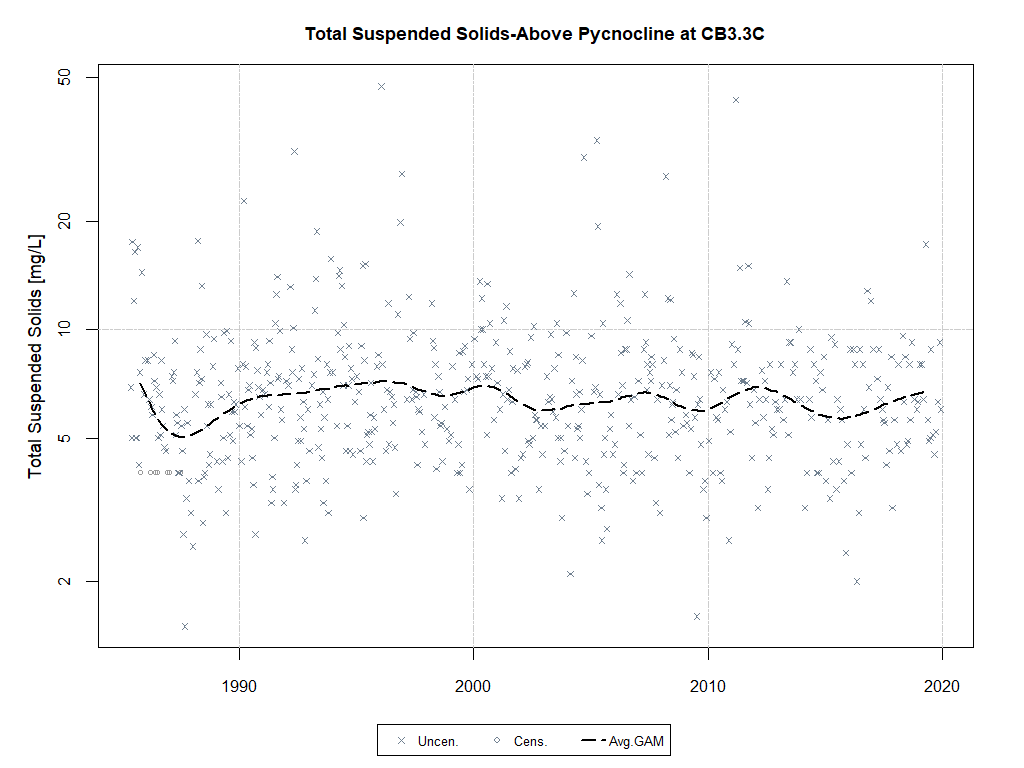 Total Suspended Solids-Above Pycnocline at CB3.3C
Total Suspended Solids [mg/L]
50
20
10
5
2
1990 2000 2010 2020
Uncen. Cens. Avg.GAM